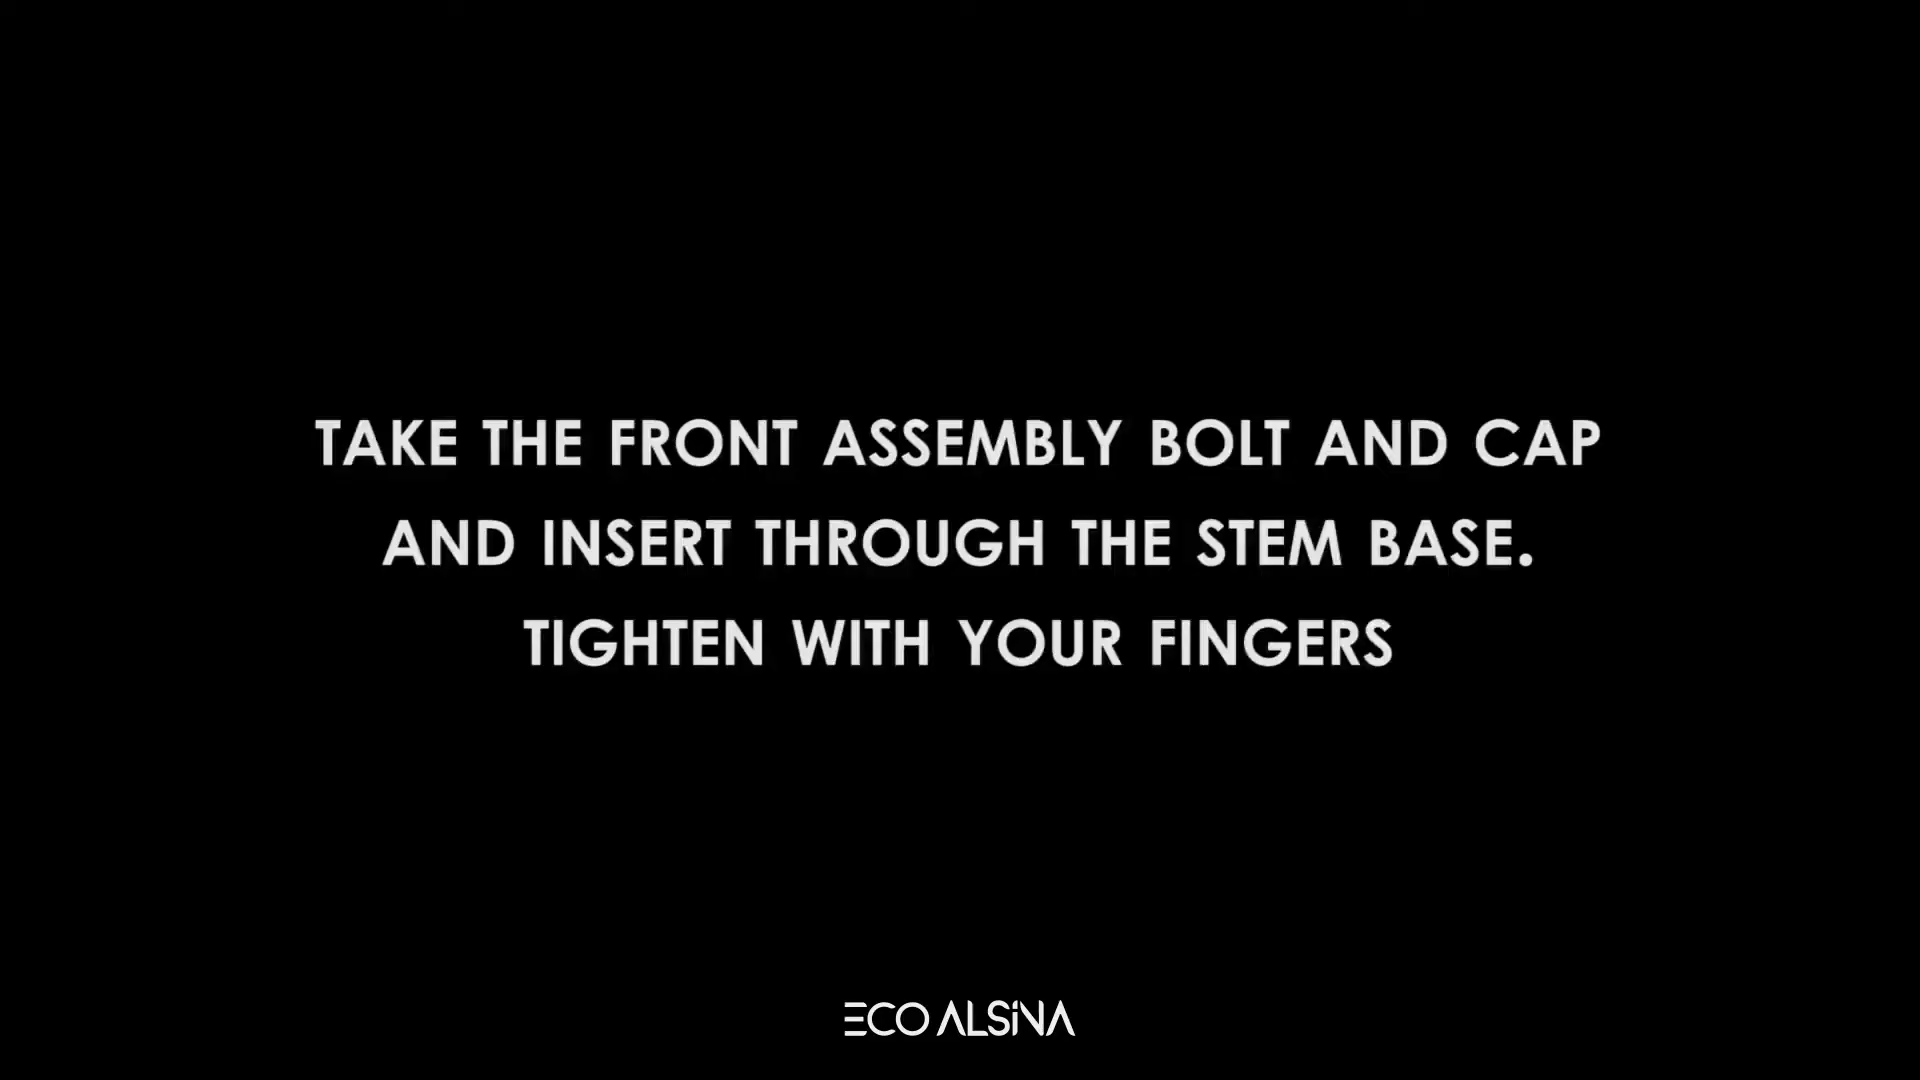 TAKE THE FRONT ASSEMBLY BOLT AND CAP
AND INSERT THROUGH THE STEM BASE.
TIGHTEN WITH YOUR FINGERS
ECO ALSINA